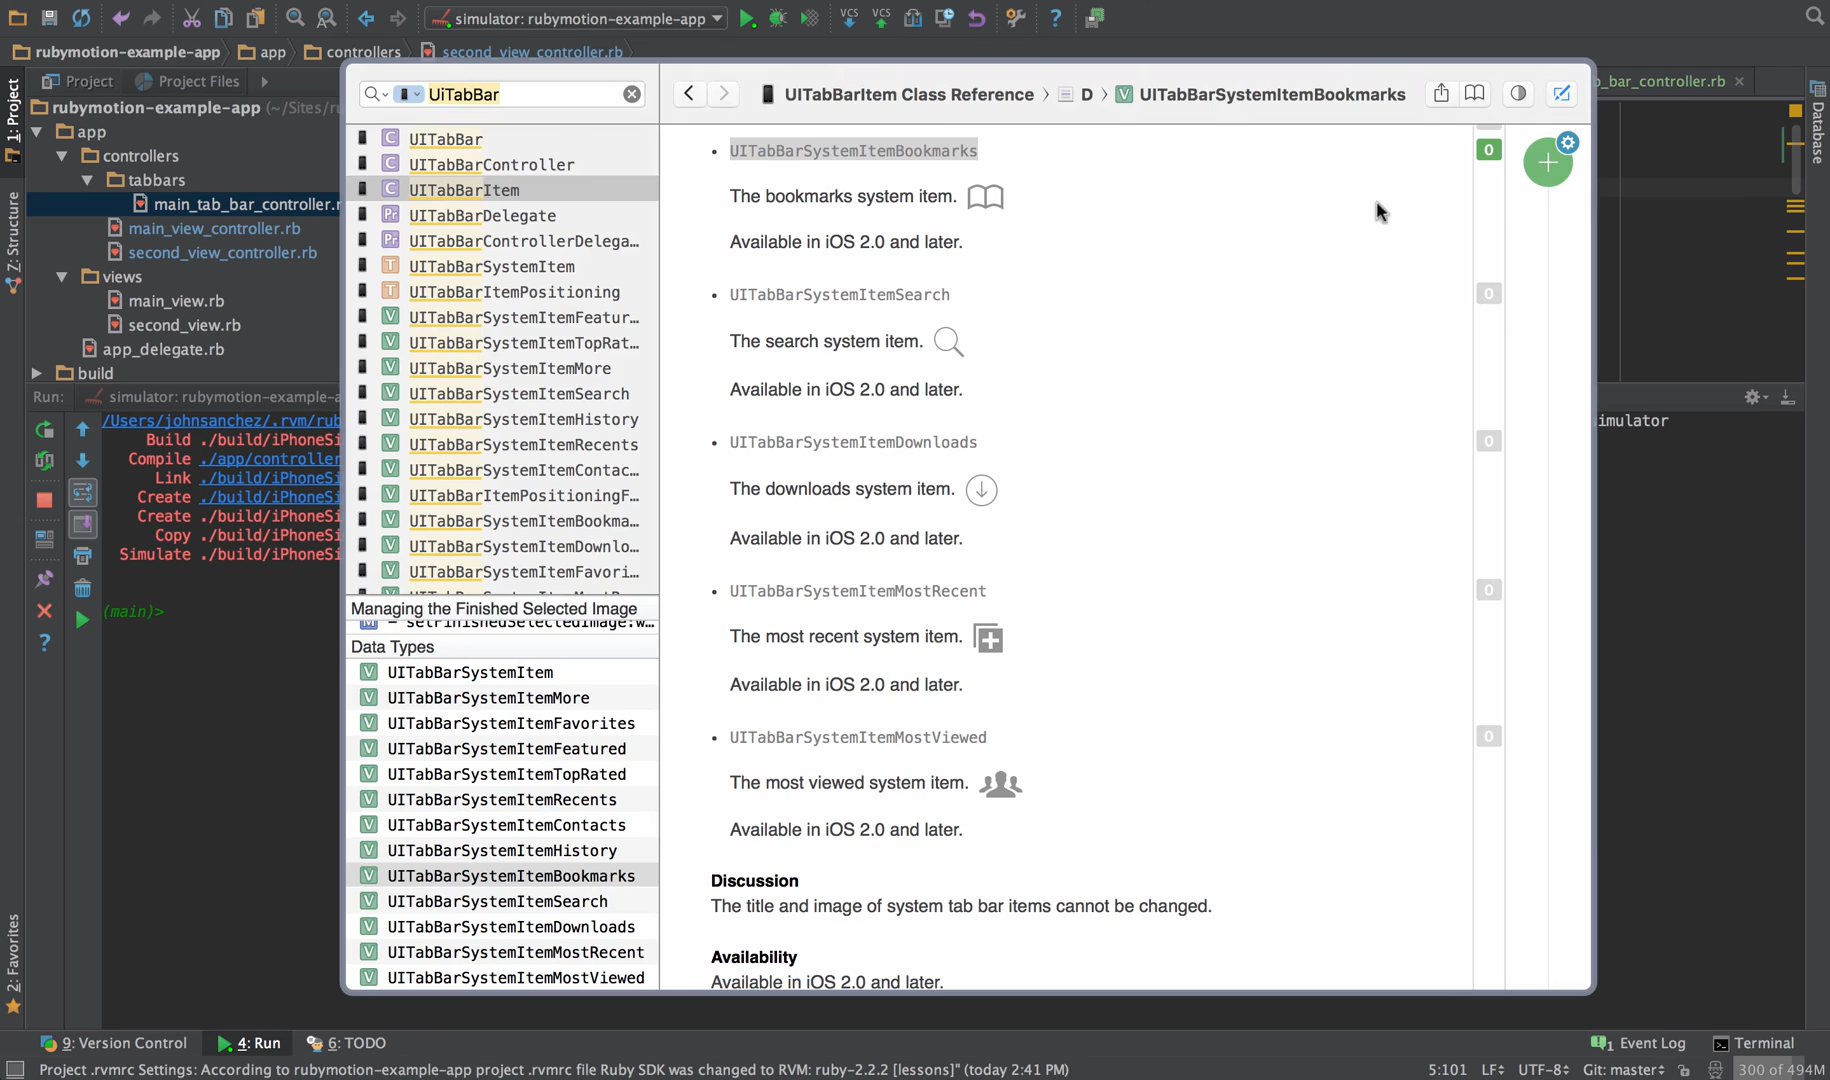 simulator: rubymotion-example-app
rubymotion-example-app
app
controllers
second_view_controller.rb
1: Project
Z: Structure
2: Favorites
Project
Project Files
rubymotion-example-app (~/Sites/ru
app
controllers
tabbars
main_tab_bar_controller.r
main_view_controller.rb
second_view_controller.rb
views
main_view.rb
second_view.rb
app_delegate.rb
build
Run: simulator: rubymotion-example-a
/Users/johnsanchez/.rvm/rub
Build ./build/iPhoneSi
Compile ./app/controller
Link ./build/iPhoneSi
Create ./build/iPhoneSi
Create ./build/iPhoneSi
Copy ./build/iPhoneSi
Simulate ./build/iPhoneSi
(main)>
UiTabBar
UITabBar
UITabBarController
UITabBarItem
UITabBarDelegate
UITabBarControllerDelega...
UITabBarSystemItem
UITabBarItemPositioning
UITabBarSystemItemFeatur...
UITabBarSystemItemTopRat...
UITabBarSystemItemMore
UITabBarSystemItemSearch
UITabBarSystemItemHistory
UITabBarSystemItemRecents
UITabBarSystemItemContac...
UITabBarItemPositioningF...
UITabBarSystemItemBookma...
UITabBarSystemItemDownlo...
UITabBarSystemItemFavori...
Managing the Finished Selected Image
- setFinishedSelectedImage:w...
Data Types
UITabBarSystemItem
UITabBarSystemItemMore
UITabBarSystemItemFavorites
UITabBarSystemItemFeatured
UITabBarSystemItemTopRated
UITabBarSystemItemRecents
UITabBarSystemItemContacts
UITabBarSystemItemHistory
UITabBarSystemItemBookmarks
UITabBarSystemItemSearch
UITabBarSystemItemDownloads
UITabBarSystemItemMostRecent
UITabBarSystemItemMostViewed
UITabBarItem Class Reference > D > V UITabBarSystemItemBookmarks
• UITabBarSystemItemBookmarks 0
The bookmarks system item.
Available in iOS 2.0 and later.
• UITabBarSystemItemSearch 0
The search system item.
Available in iOS 2.0 and later.
• UITabBarSystemItemDownloads 0
The downloads system item.
Available in iOS 2.0 and later.
• UITabBarSystemItemMostRecent 0
The most recent system item.
Available in iOS 2.0 and later.
• UITabBarSystemItemMostViewed 0
The most viewed system item.
Available in iOS 2.0 and later.
Discussion
The title and image of system tab bar items cannot be changed.
Availability
Available in iOS 2.0 and later.
b_bar_controller.rb
Database
imulator
9: Version Control
4: Run
6: TODO
1 Event Log
Terminal
Project .rvmrc Settings: According to rubymotion-example-app project .rvmrc file Ruby SDK was changed to RVM: ruby-2.2.2 [lessons]" (today 2:41 PM)
5:101 LF÷ UTF-8÷ Git: master÷ 300 of 494M